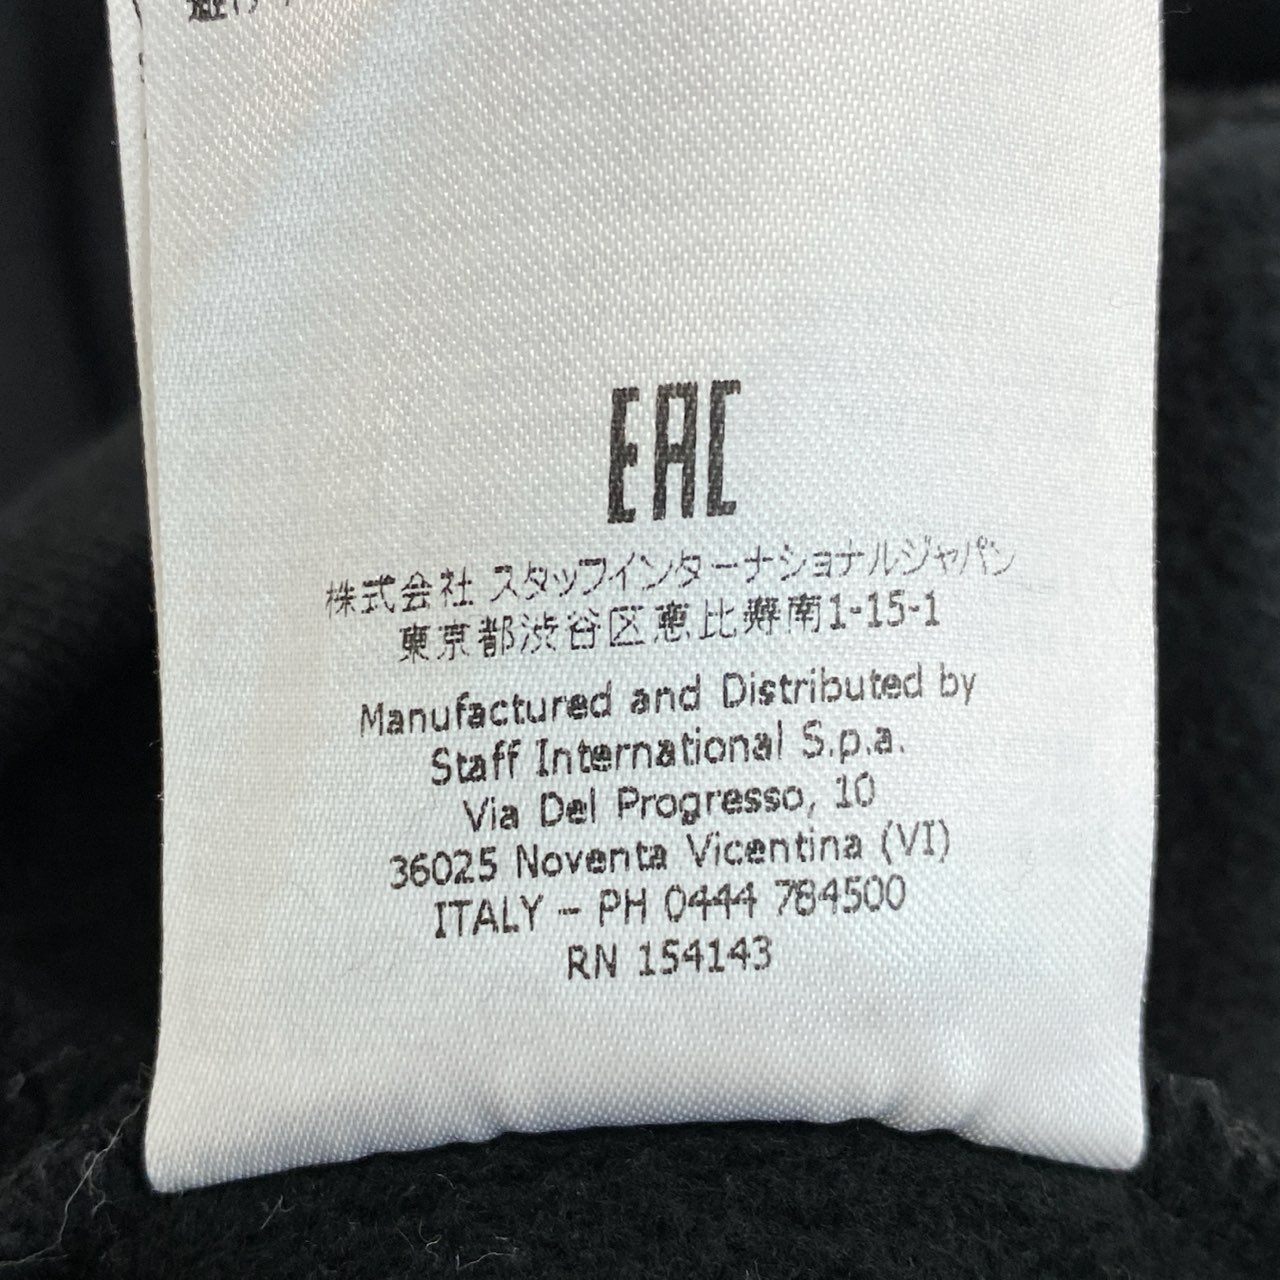 EAC
株式会社 スタッフインターナショナルジャパン
東京都渋谷区恵比寿南1-15-1
Manufactured and Distributed by
Staff International S.p.a.
Via Del Progresso, 10
36025 Noventa Vicentina (VI)
ITALY - PH 0444 784500
RN 154143